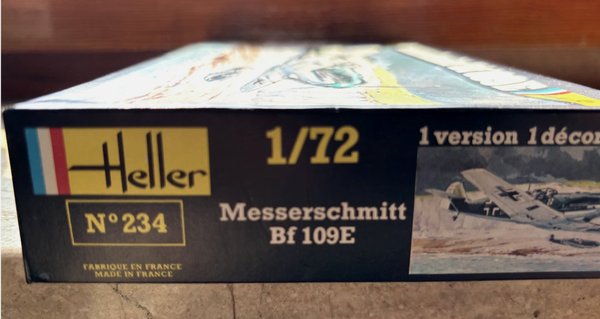 Heller
N° 234
FABRIQUE EN FRANCE
MADE IN FRANCE
1/72
Messerschmitt
Bf 109E
1 version 1 décor